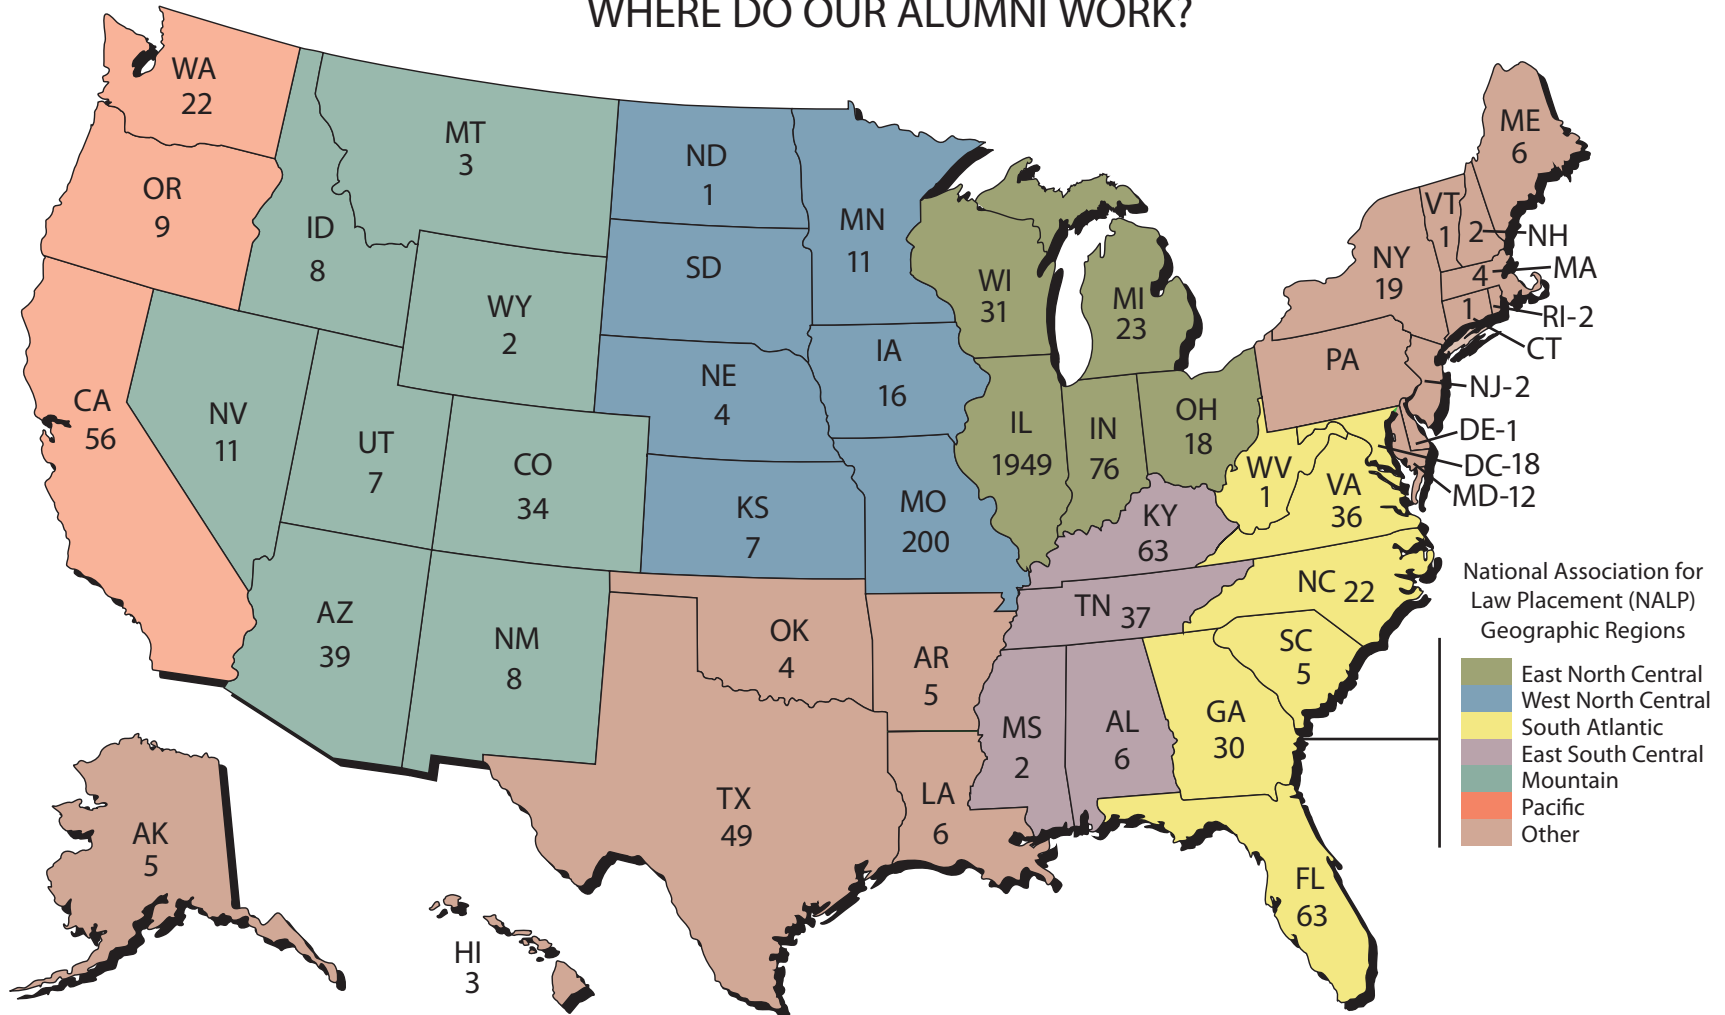 WHERE DO OUR ALUMNI WORK?
WA
22
OR
9
CA
56
MT
3
ID
8
WY
2
NV
11
UT
7
CO
34
AZ
39
NM
8
ND
1
SD
NE
4
KS
7
MN
11
IA
16
MO
200
WI
31
MI
23
IL
1949
IN
76
OH
18
KY
63
TN 37
MS
2
AL
6
OK
4
AR
5
TX
49
LA
6
WV
1
VA
36
NC 22
SC
5
GA
30
FL
63
ME
6
VT
1
2
NH
4
MA
1
RI-2
CT
NY
19
PA
NJ-2
DE-1
DC-18
MD-12
AK
5
HI
3
National Association for
Law Placement (NALP)
Geographic Regions
East North Central
West North Central
South Atlantic
East South Central
Mountain
Pacific
Other